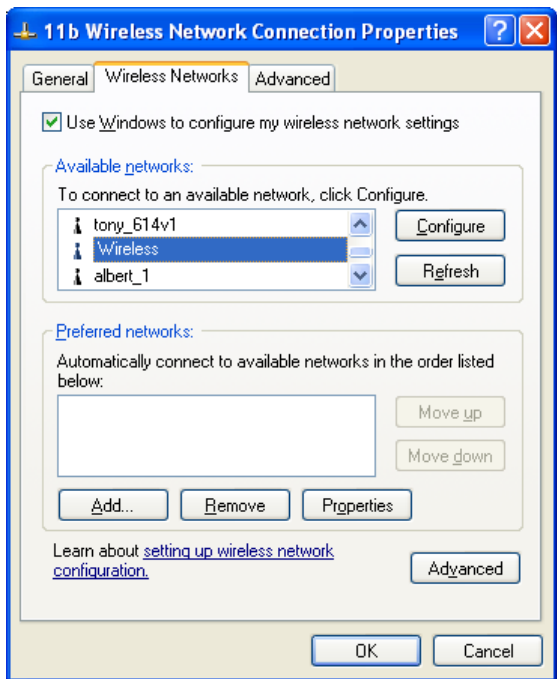 11b Wireless Network Connection Properties
General Wireless Networks Advanced
Use Windows to configure my wireless network settings
Available networks:
To connect to an available network, click Configure.
tony_614v1
Wireless
albert_1
Configure
Refresh
Preferred networks:
Automatically connect to available networks in the order listed
below:
Move up
Move down
Add... Remove Properties
Learn about setting up wireless network
configuration.
Advanced
OK Cancel